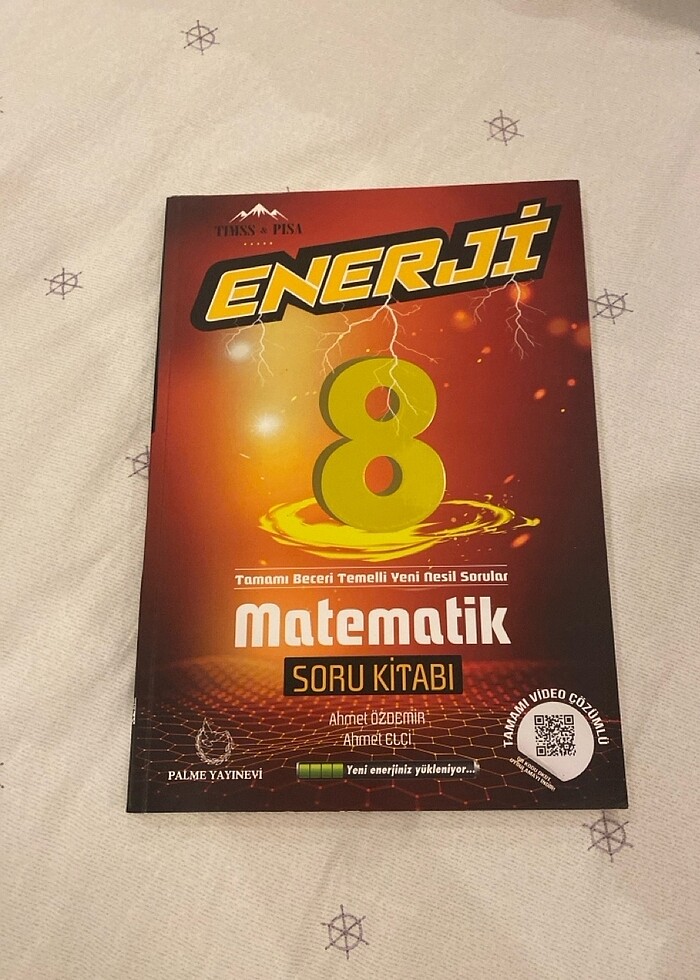 TIMSS & PISA
ENERJİ
8
Tamamı Beceri Temelli Yeni Nesil Sorular
Matematik
SORU KİTABI
Ahmet ÖZDEMİR
Ahmet ELÇİ
TAMAMI VİDEO ÇÖZÜMLÜ
PALME YAYINEVİ
Yeni enerjiniz yükleniyor...